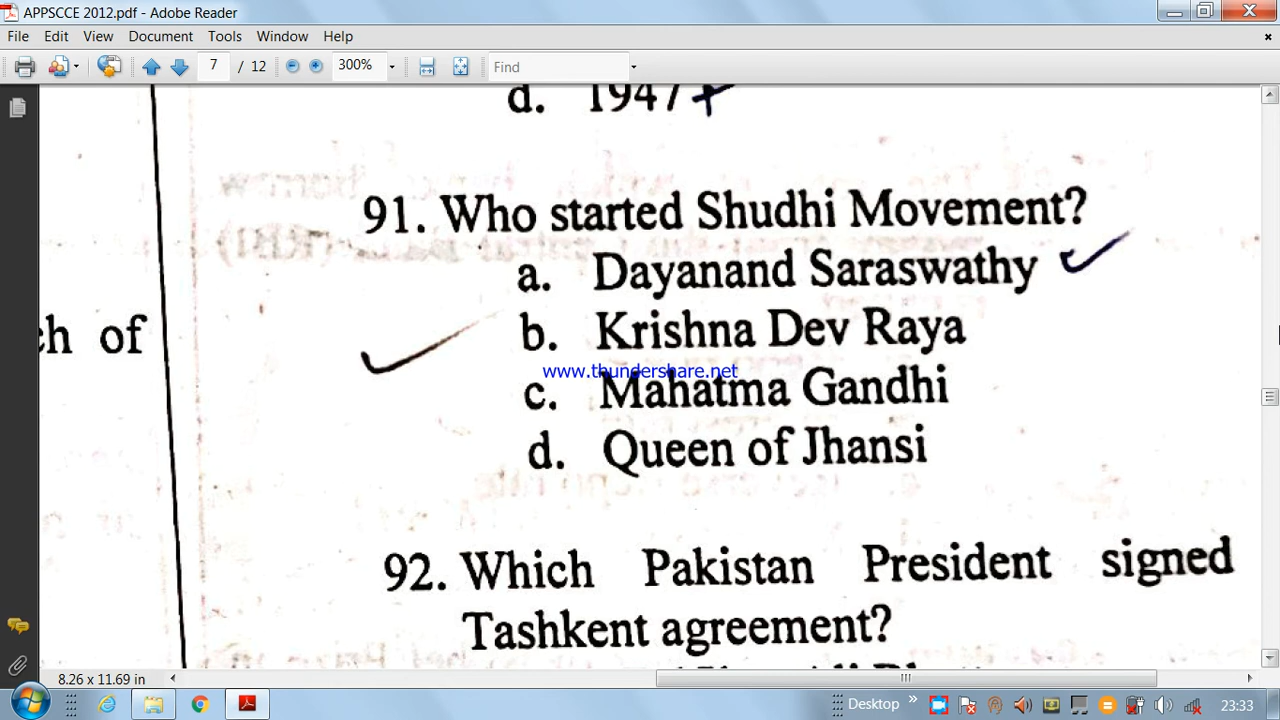 APPSCCE 2012.pdf - Adobe Reader
File Edit View Document Tools Window Help
7 / 12 300% Find
d. 1947
91. Who started Shudhi Movement?
a. Dayanand Saraswathy
b. Krishna Dev Raya
www.thundershare.net
c. Mahatma Gandhi
d. Queen of Jhansi
of
92. Which Pakistan President signed
Tashkent agreement?
8.26 x 11.69 in
Desktop » 23:33